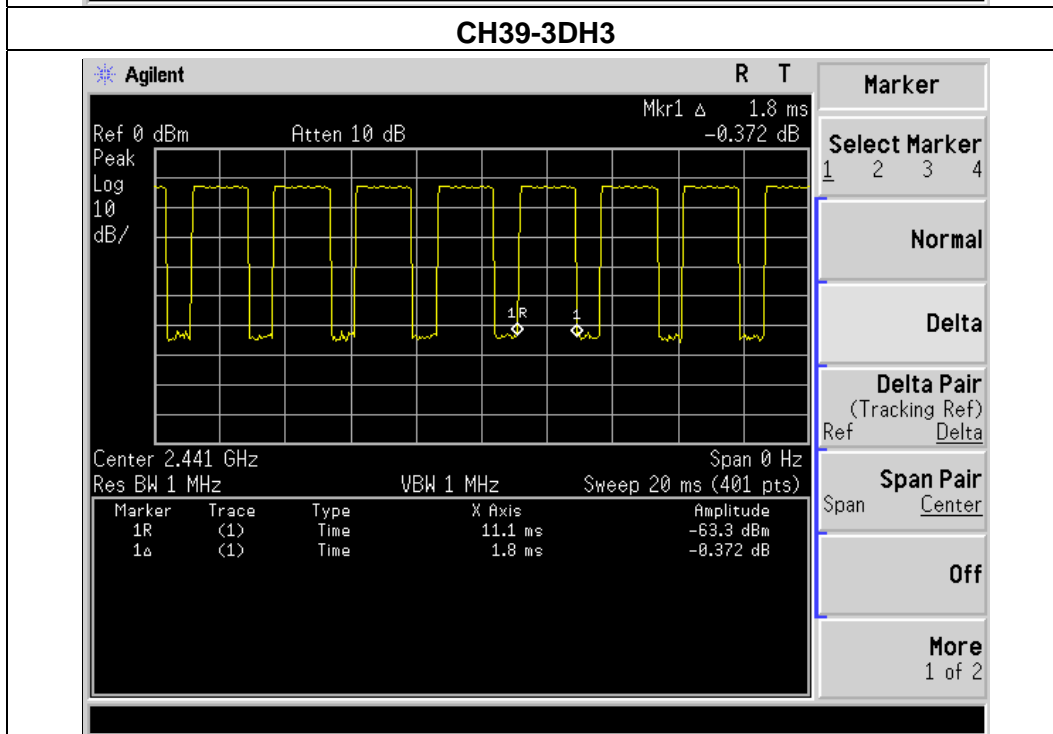 CH39-3DH3
Agilent R T
Mkr1 Δ 1.8 ms
Ref 0 dBm Atten 10 dB -0.372 dB
Peak
Log
10
dB/
1R 1
Center 2.441 GHz Span 0 Hz
Res BW 1 MHz VBW 1 MHz Sweep 20 ms (401 pts)
Marker Trace Type X Axis Amplitude
1R (1) Time 11.1 ms -63.3 dBm
1Δ (1) Time 1.8 ms -0.372 dB
Marker
Select Marker
1 2 3 4
Normal
Delta
Delta Pair
(Tracking Ref)
Ref Delta
Span Pair
Span Center
Off
More
1 of 2